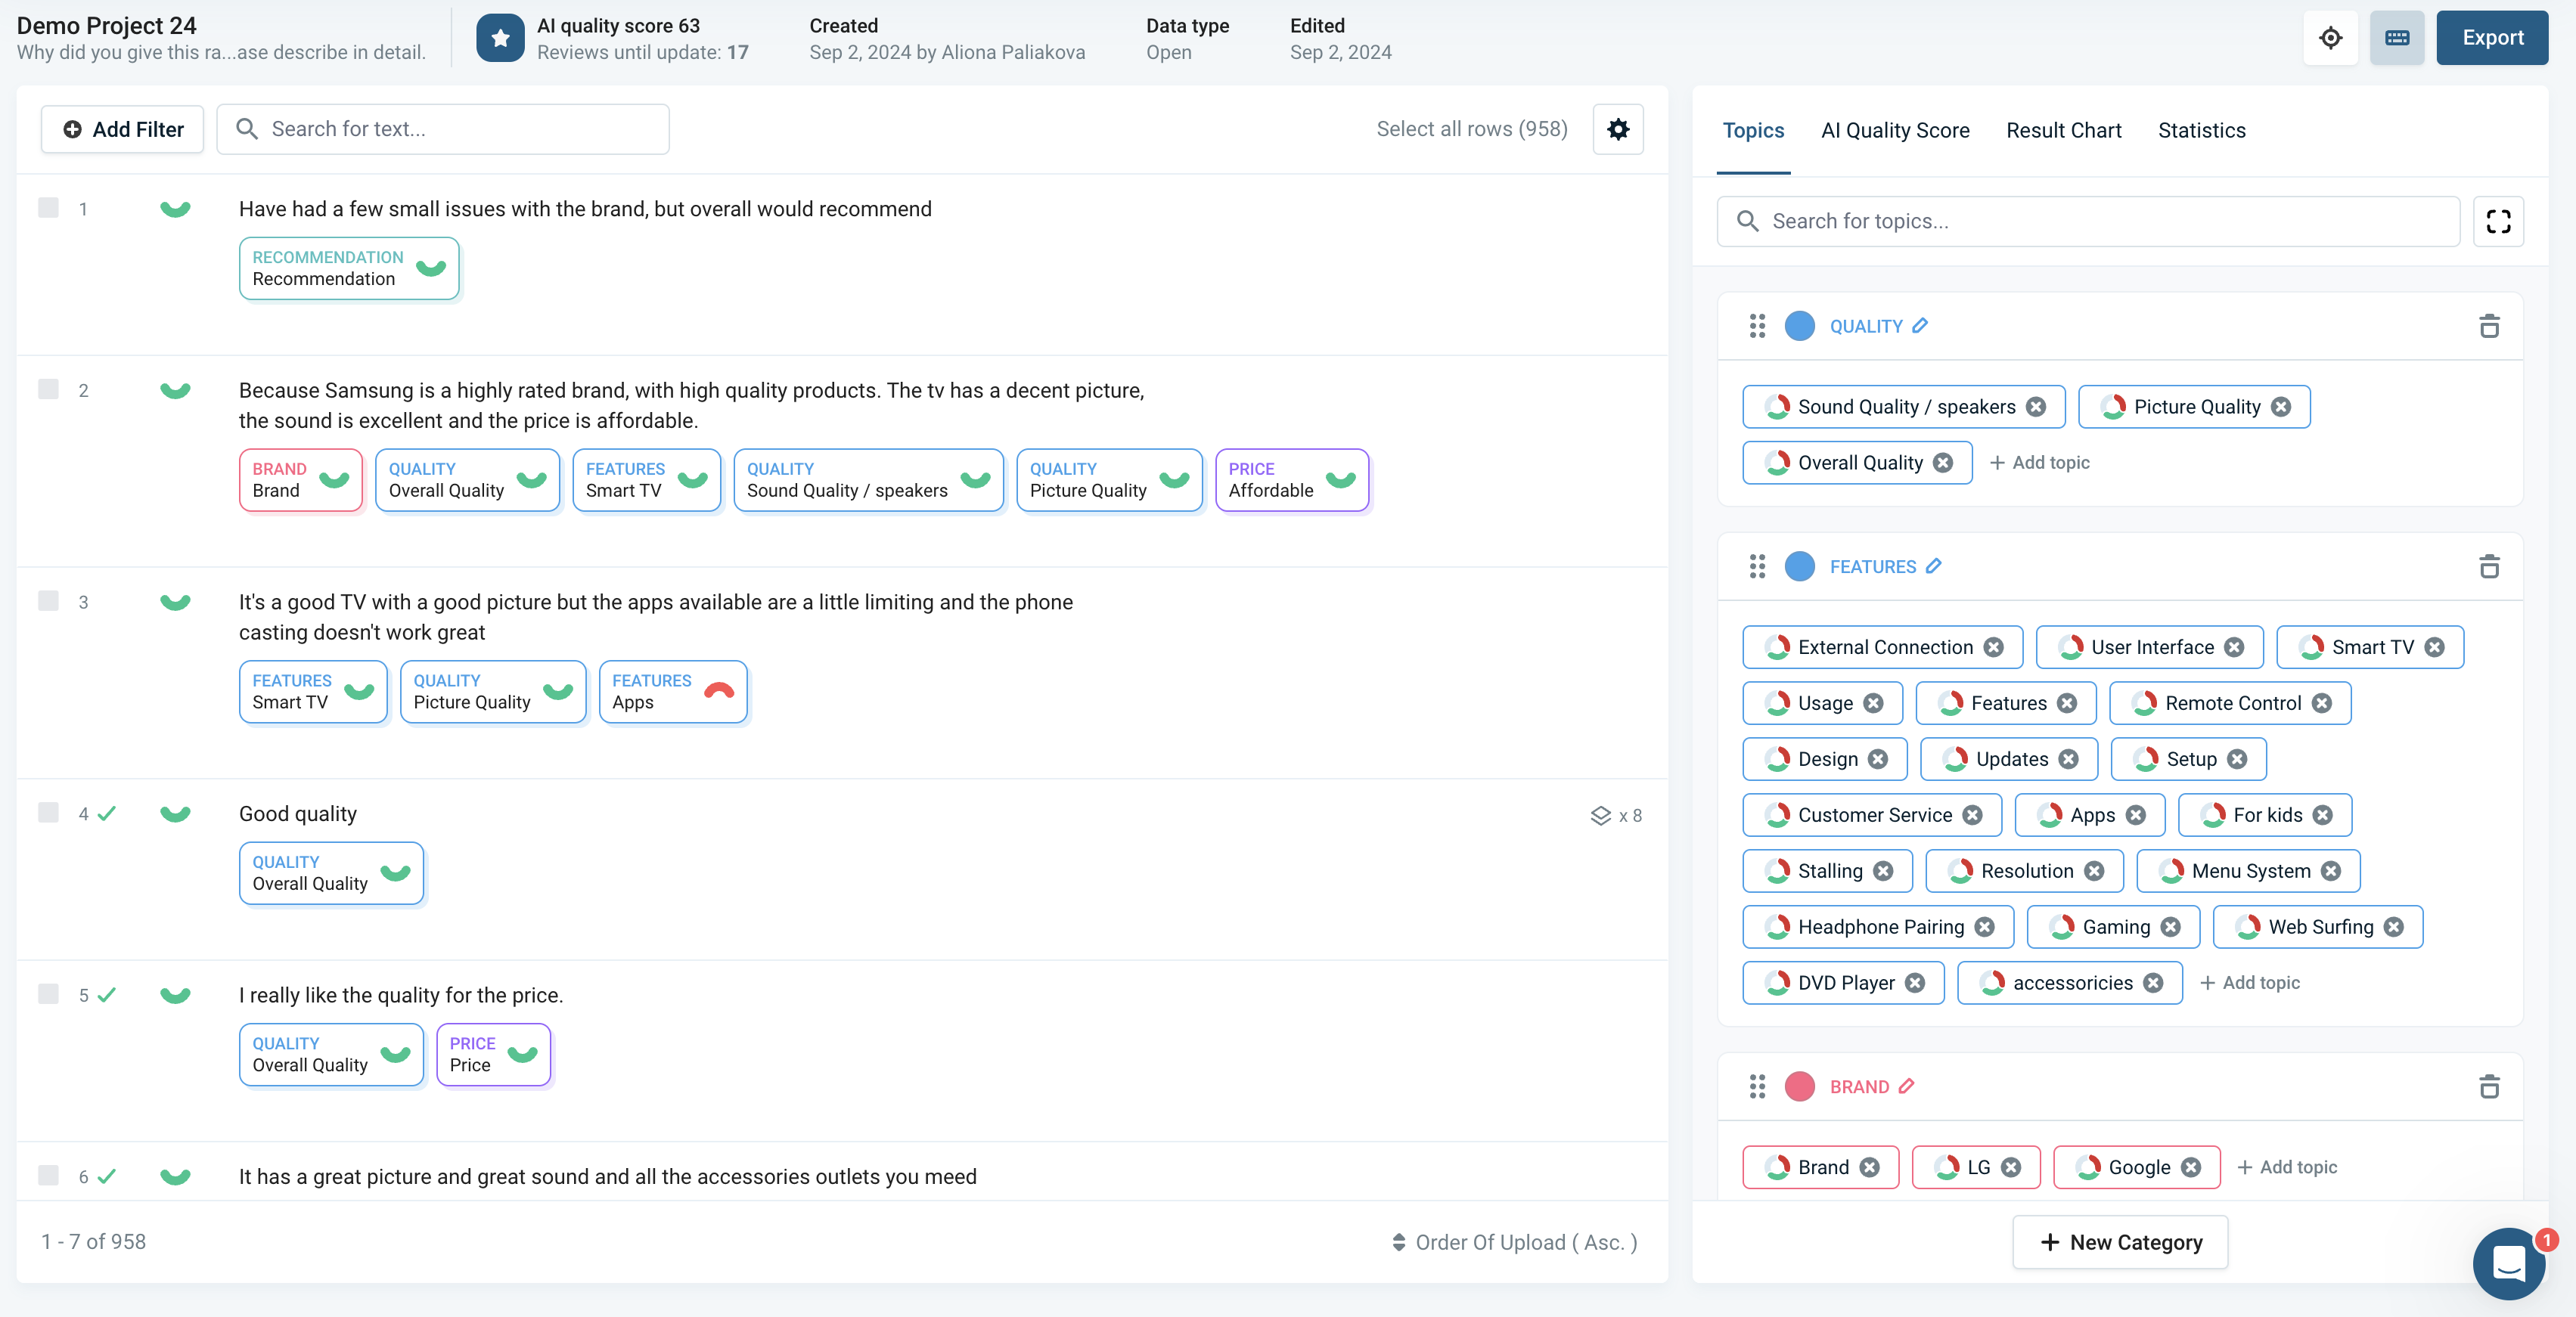 Demo Project 24
Why did you give this ra...ase describe in detail.
AI quality score 63
Reviews until update: 17
Created
Sep 2, 2024 by Aliona Paliakova
Data type
Open
Edited
Sep 2, 2024
Export
Add Filter
Search for text...
Select all rows (958)
1
Have had a few small issues with the brand, but overall would recommend
RECOMMENDATION
Recommendation
2
Because Samsung is a highly rated brand, with high quality products. The tv has a decent picture,
the sound is excellent and the price is affordable.
BRAND
Brand
QUALITY
Overall Quality
FEATURES
Smart TV
QUALITY
Sound Quality / speakers
QUALITY
Picture Quality
PRICE
Affordable
3
It's a good TV with a good picture but the apps available are a little limiting and the phone
casting doesn't work great
FEATURES
Smart TV
QUALITY
Picture Quality
FEATURES
Apps
4
Good quality
x 8
QUALITY
Overall Quality
5
I really like the quality for the price.
QUALITY
Overall Quality
PRICE
Price
6
It has a great picture and great sound and all the accessories outlets you meed
1 - 7 of 958
Order Of Upload ( Asc. )
Topics
AI Quality Score
Result Chart
Statistics
Search for topics...
QUALITY
Sound Quality / speakers
Picture Quality
Overall Quality
+ Add topic
FEATURES
External Connection
User Interface
Smart TV
Usage
Features
Remote Control
Design
Updates
Setup
Customer Service
Apps
For kids
Stalling
Resolution
Menu System
Headphone Pairing
Gaming
Web Surfing
DVD Player
accessoricies
+ Add topic
BRAND
Brand
LG
Google
+ Add topic
+ New Category
1